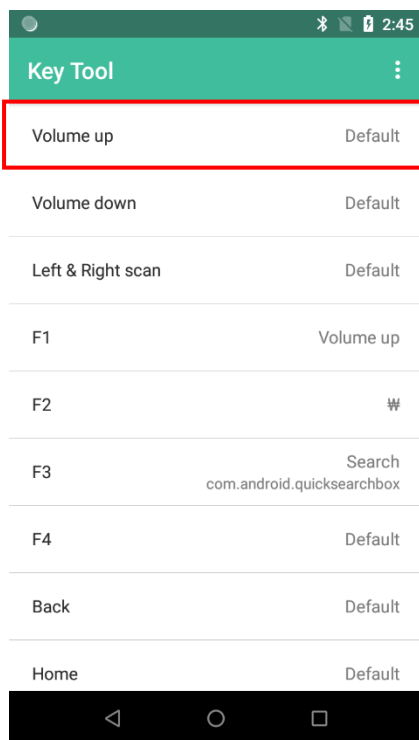 2:45
Key Tool
Volume up Default
Volume down Default
Left & Right scan Default
F1 Volume up
F2 ₩
F3 Search
com.android.quicksearchbox
F4 Default
Back Default
Home Default